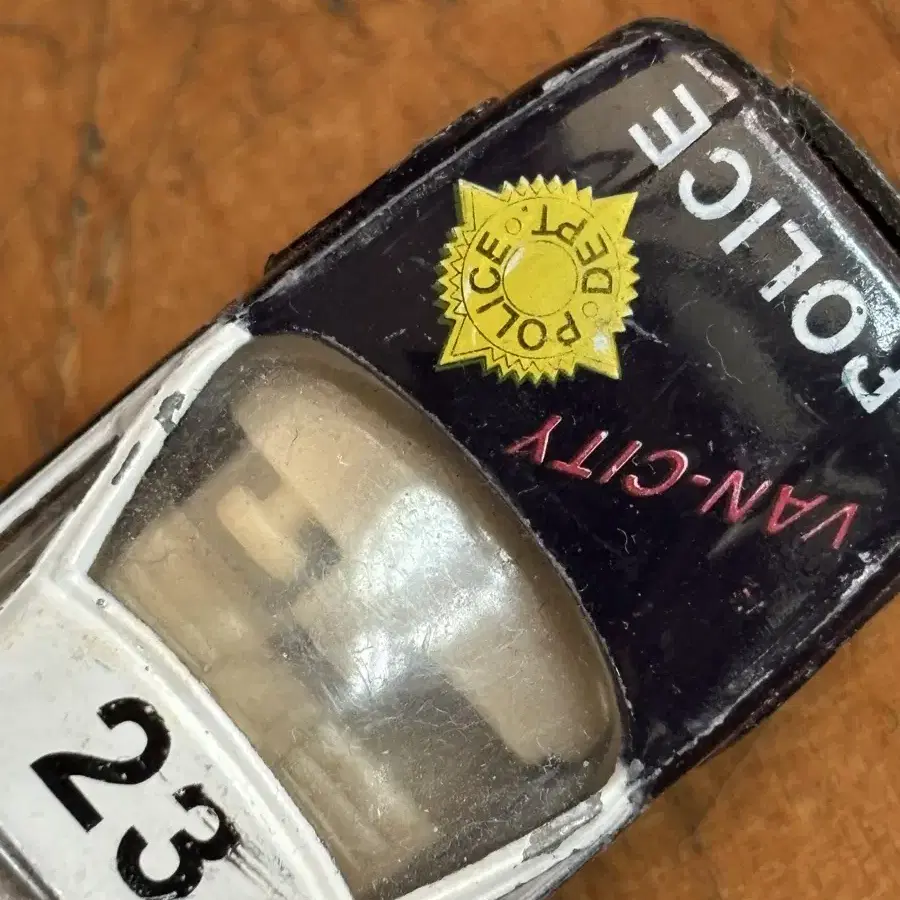 POLICE
POLICE DEPT.
VAN-CITY
23